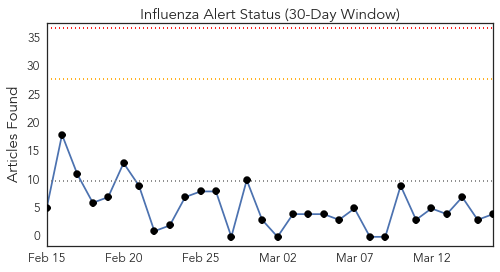 Influenza Alert Status (30-Day Window)
Articles Found
35
30
25
20
15
10
5
0
Feb 15 Feb 20 Feb 25 Mar 02 Mar 07 Mar 12